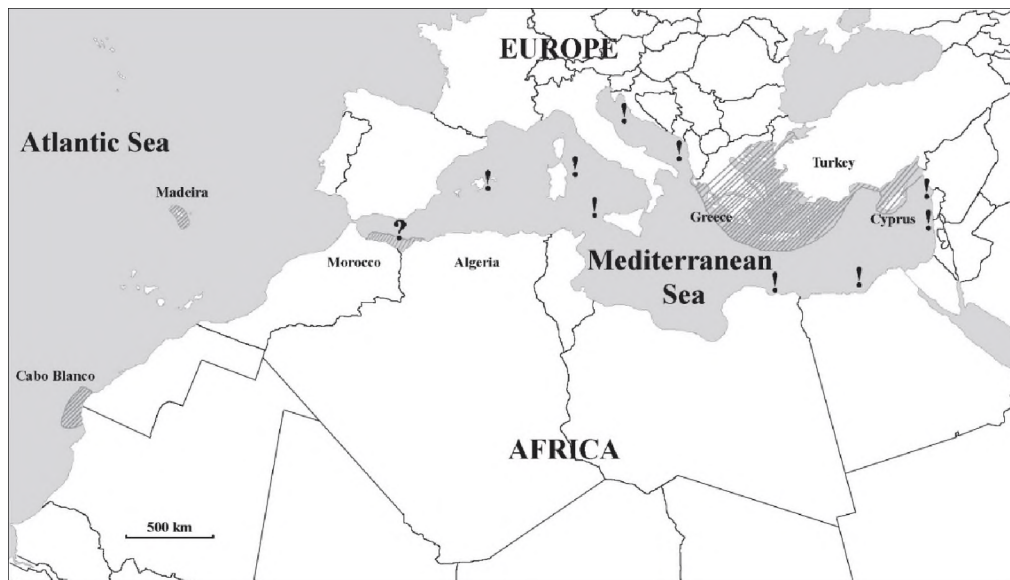 EUROPE
Atlantic Sea
Madeira
Turkey
Greece
Cyprus
Morocco
Algeria
Mediterranean
Sea
Cabo Blanco
AFRICA
500 km
!
!
!
!
!
?
!
!
!
!